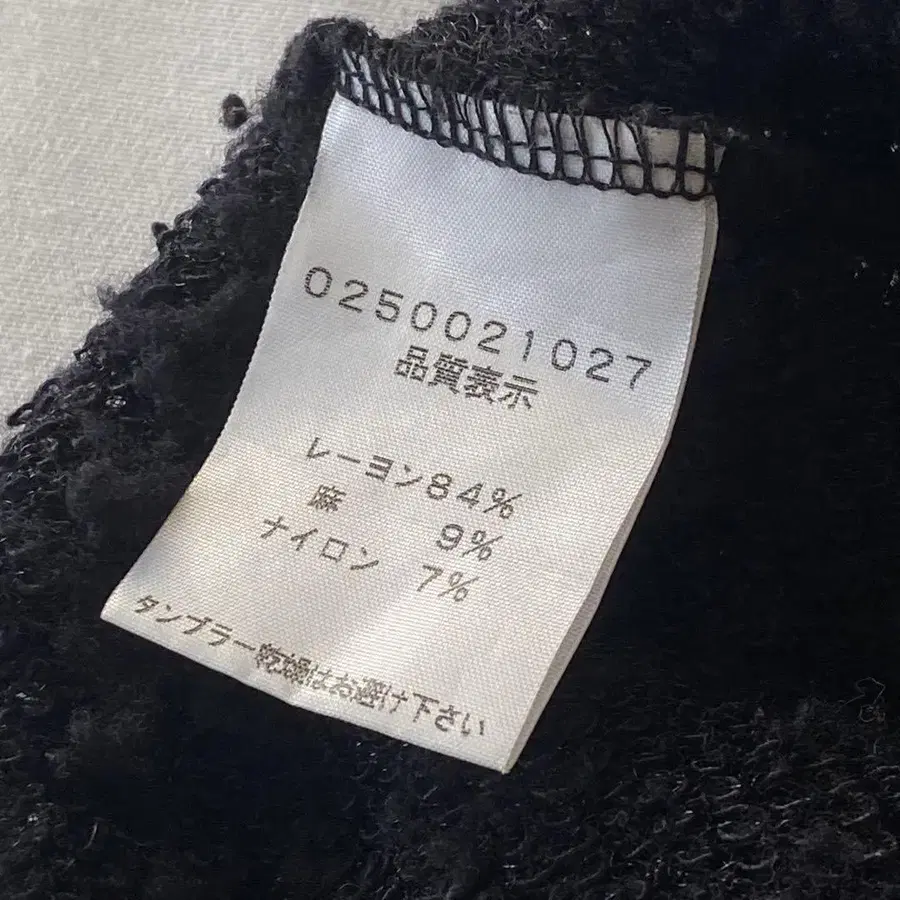 0250021027
品質表示
レーヨン84%
麻 9%
ナイロン 7%
タンブラー乾燥はお避け下さい